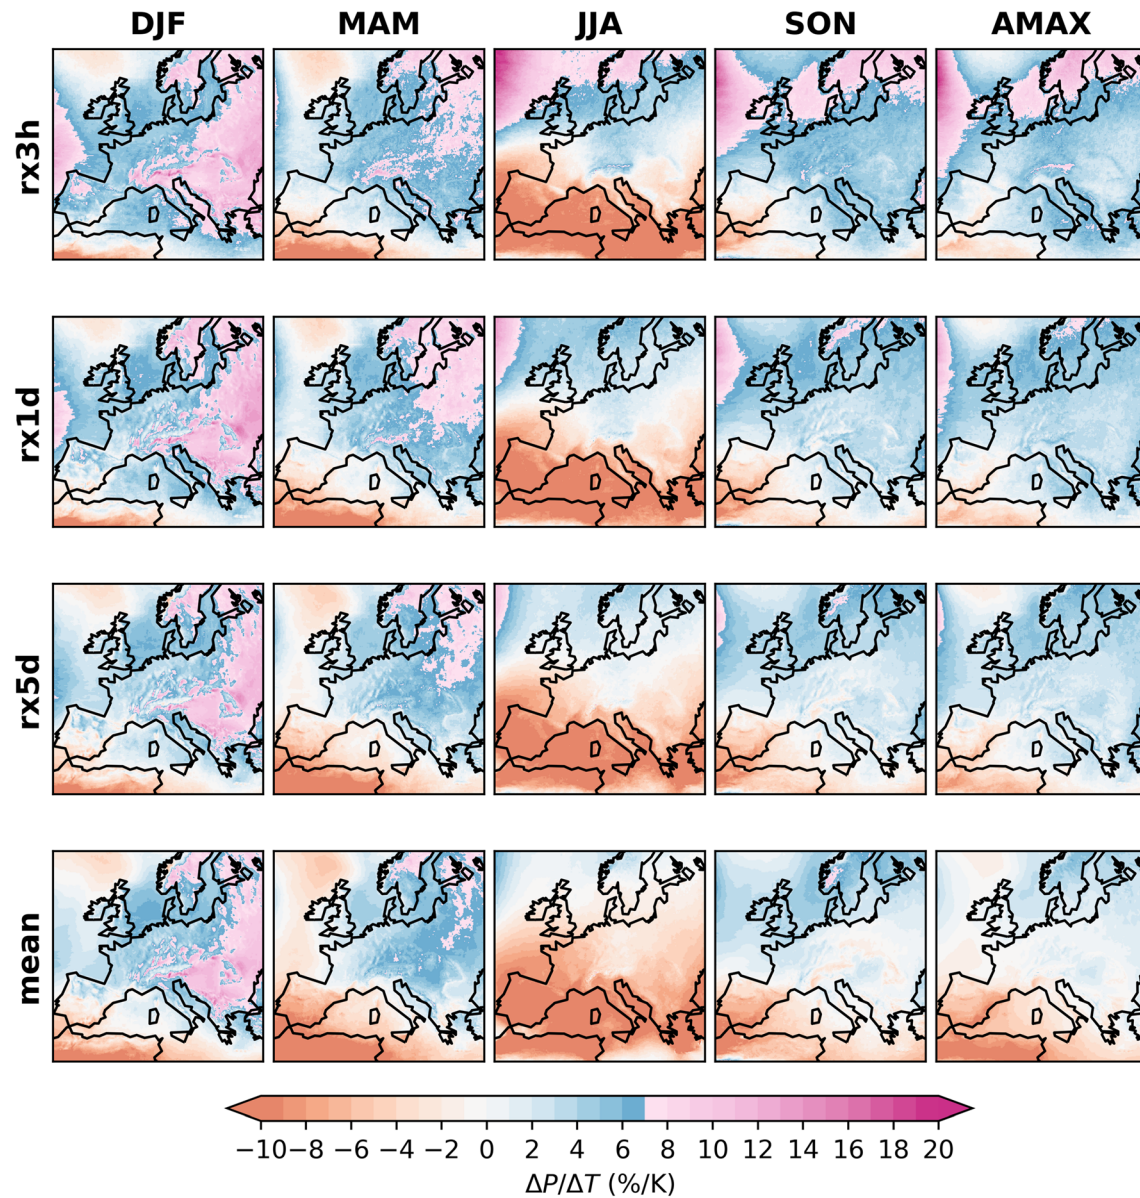 DJF MAM JJA SON AMAX
rx3h
rx1d
rx5d
mean
−10 −8 −6 −4 −2 0 2 4 6 8 10 12 14 16 18 20
ΔP/ΔT (%/K)